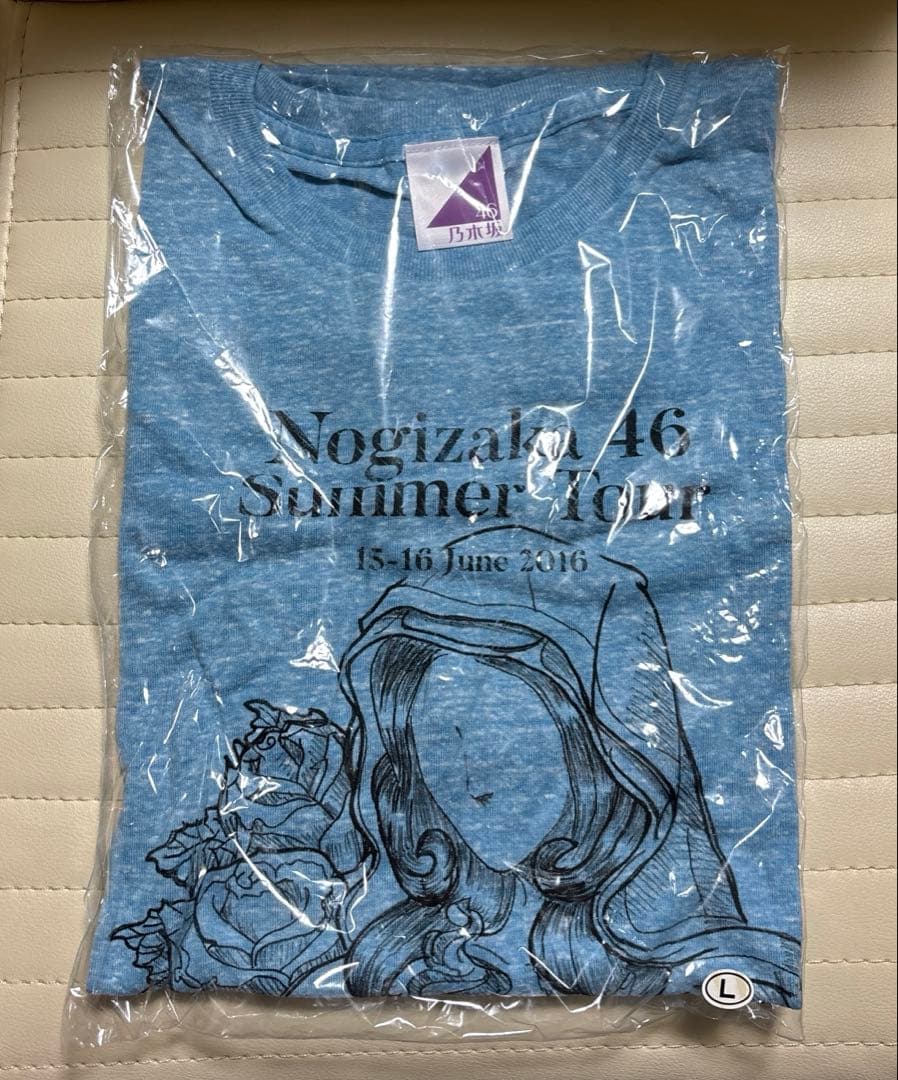 46
乃木坂
Nogizaka 46
Summer Tour
15-16 June 2016
L